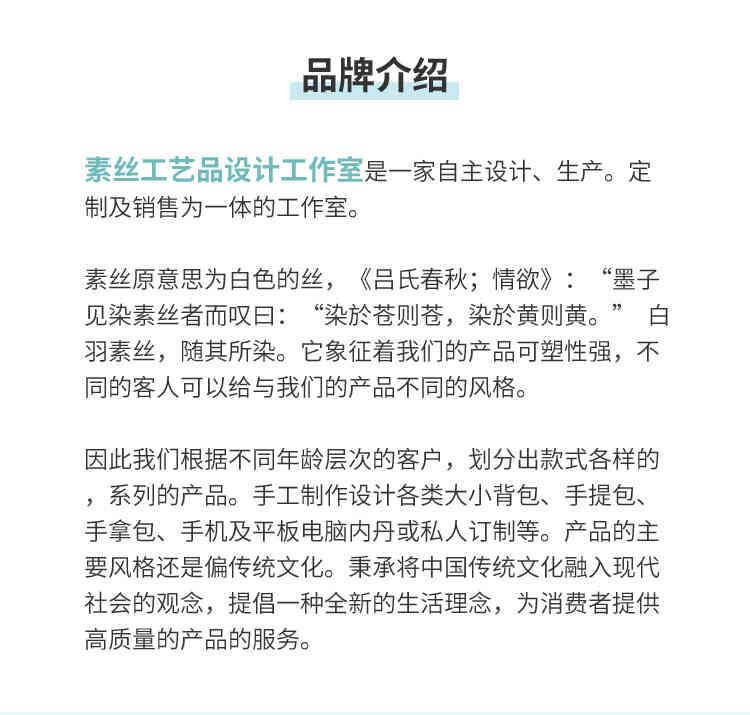 品牌介绍
素丝工艺品设计工作室是一家自主设计、生产。定
制及销售为一体的工作室。
素丝原意思为白色的丝，《吕氏春秋；情欲》：“墨子
见染素丝者而叹曰：“染於苍则苍，染於黄则黄。” 白
羽素丝，随其所染。它象征着我们的产品可塑性强，不
同的客人可以给与我们的产品不同的风格。
因此我们根据不同年龄层次的客户，划分出款式各样的
，系列的产品。手工制作设计各类大小背包、手提包、
手拿包、手机及平板电脑内丹或私人订制等。产品的主
要风格还是偏传统文化。秉承将中国传统文化融入现代
社会的观念，提倡一种全新的生活理念，为消费者提供
高质量的产品的服务。